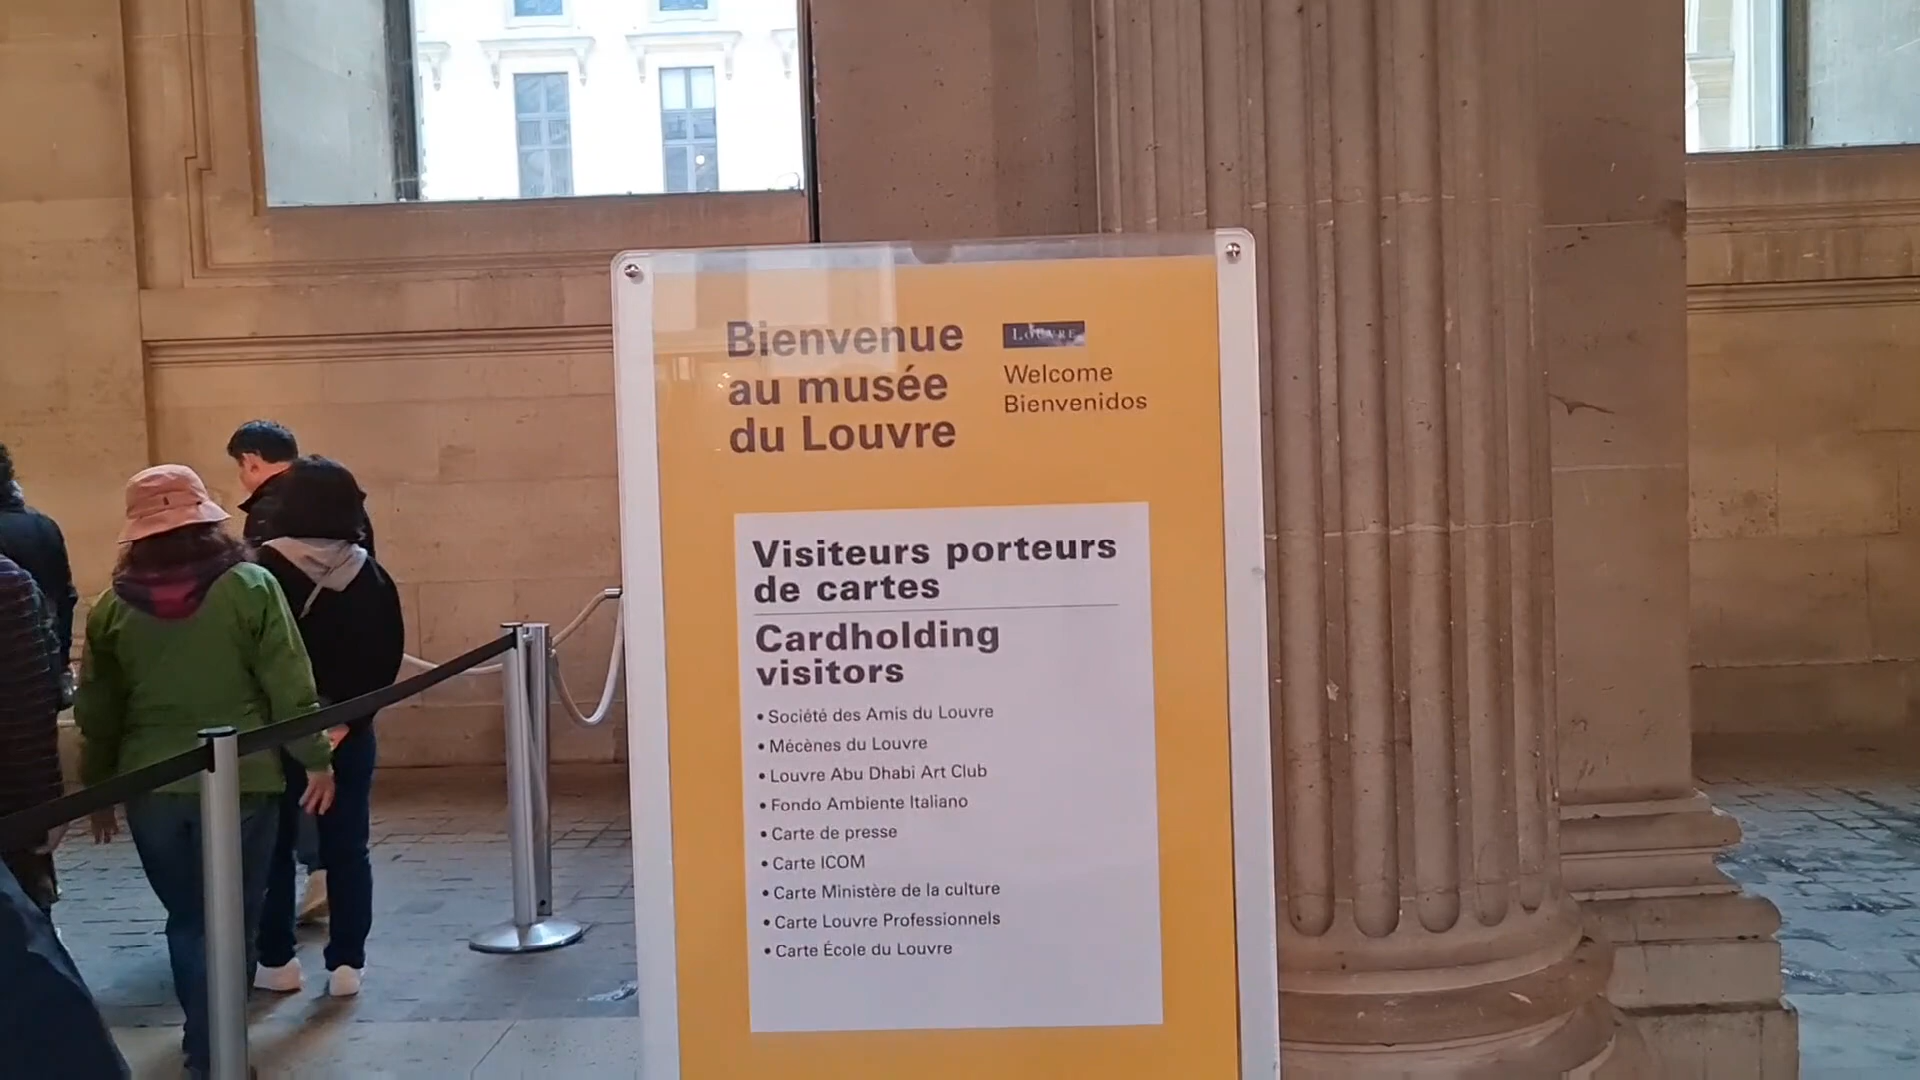 Bienvenue
au musée
du Louvre
LOUVRE
Welcome
Bienvenidos
Visiteurs porteurs
de cartes
Cardholding
visitors
• Société des Amis du Louvre
• Mécènes du Louvre
• Louvre Abu Dhabi Art Club
• Fondo Ambiente Italiano
• Carte de presse
• Carte ICOM
• Carte Ministère de la culture
• Carte Louvre Professionnels
• Carte École du Louvre